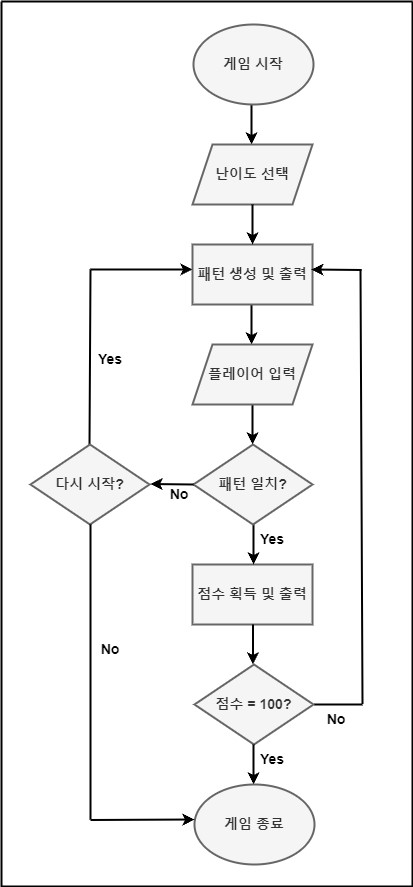 게임 시작
난이도 선택
패턴 생성 및 출력
Yes
플레이어 입력
다시 시작?
No
패턴 일치?
Yes
점수 획득 및 출력
No
점수 = 100?
No
Yes
게임 종료